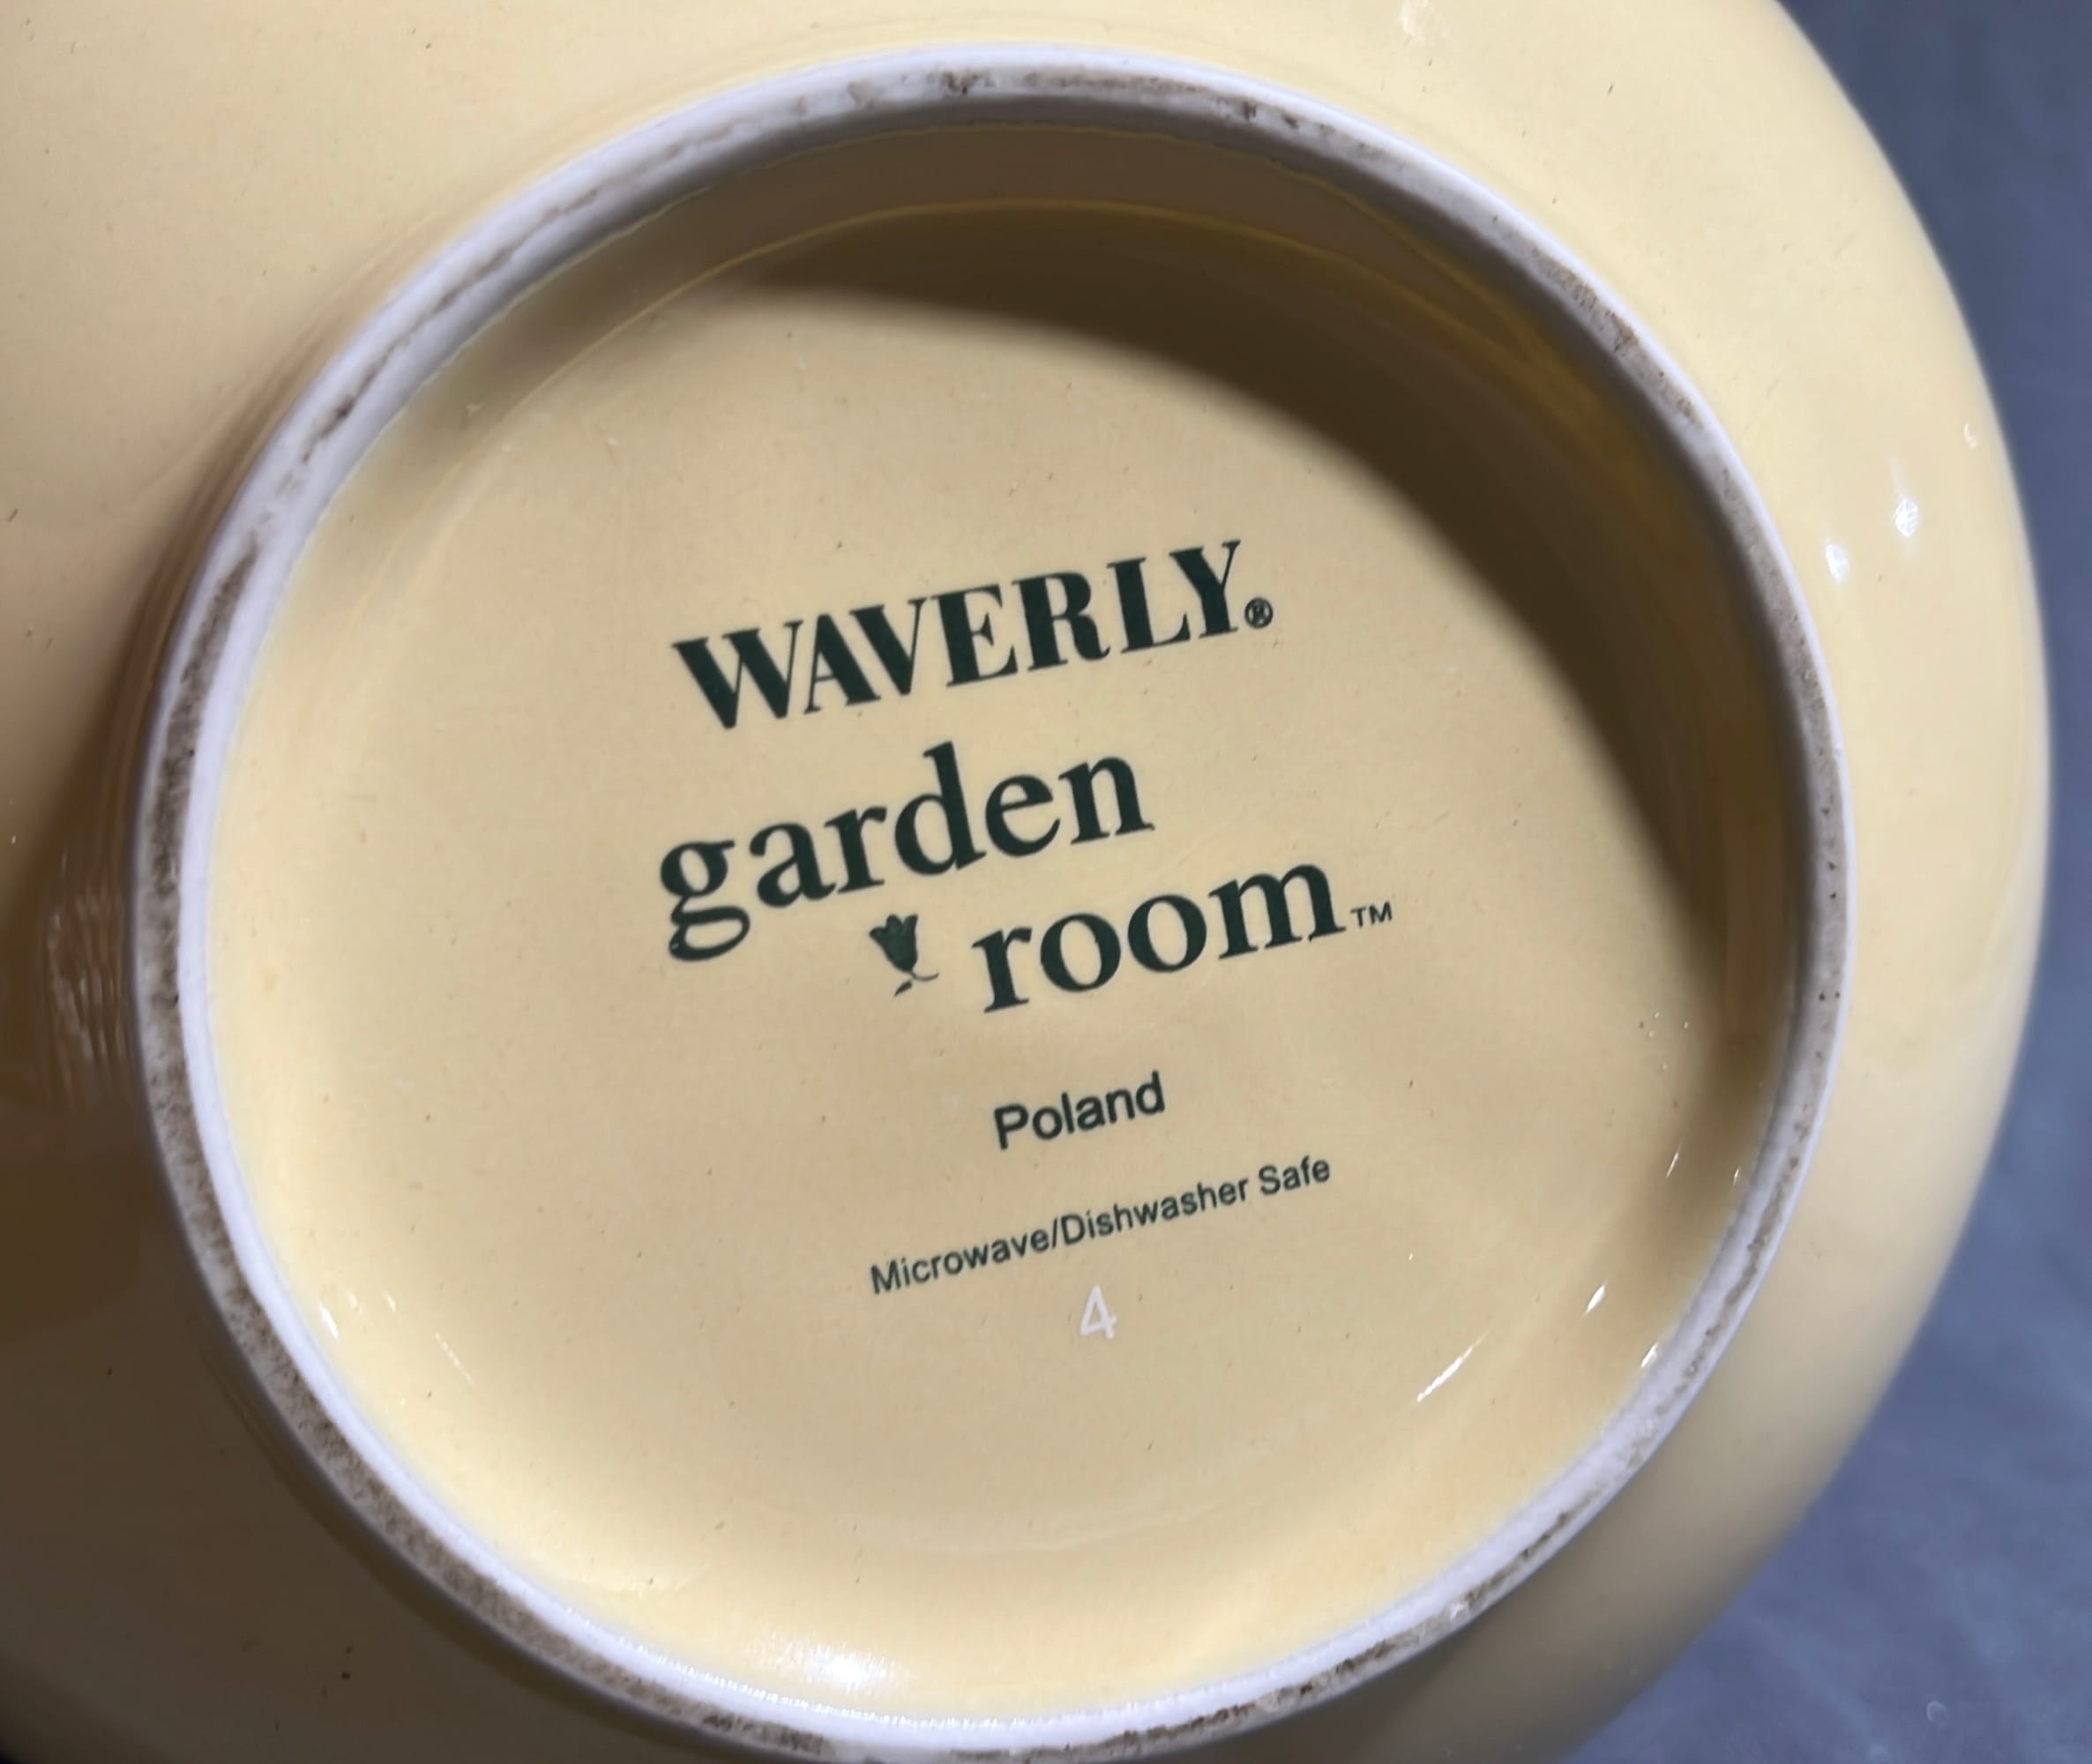 WAVERLY®
garden
room™
Poland
Microwave/Dishwasher Safe
4